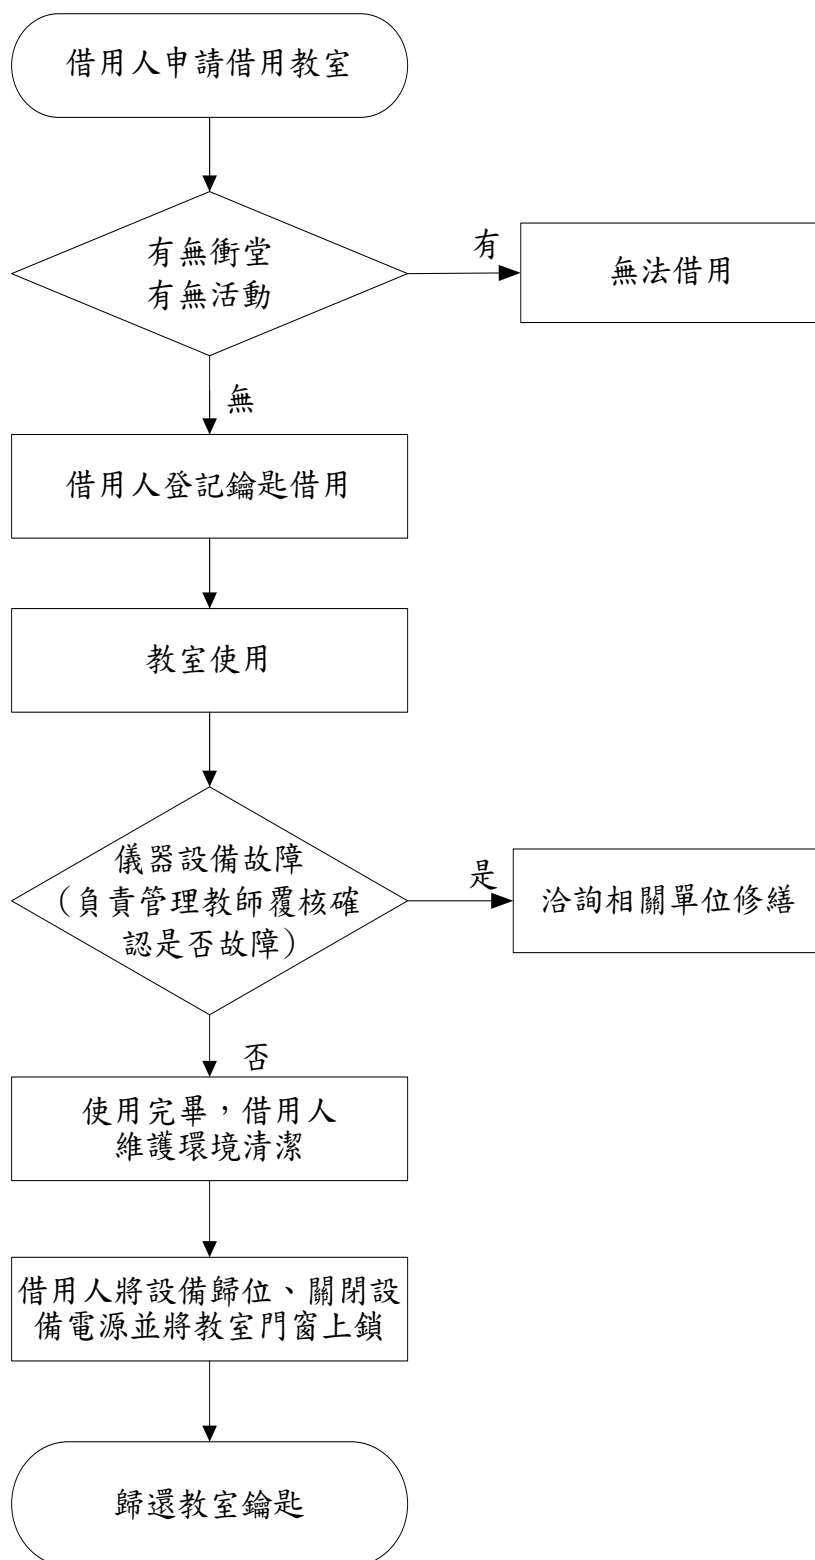 借用人申請借用教室
有無衝堂
有無活動
有
無法借用
無
借用人登記鑰匙借用
教室使用
儀器設備故障
（負責管理教師覆核確
認是否故障）
是
洽詢相關單位修繕
否
使用完畢，借用人
維護環境清潔
借用人將設備歸位、關閉設
備電源並將教室門窗上鎖
歸還教室鑰匙